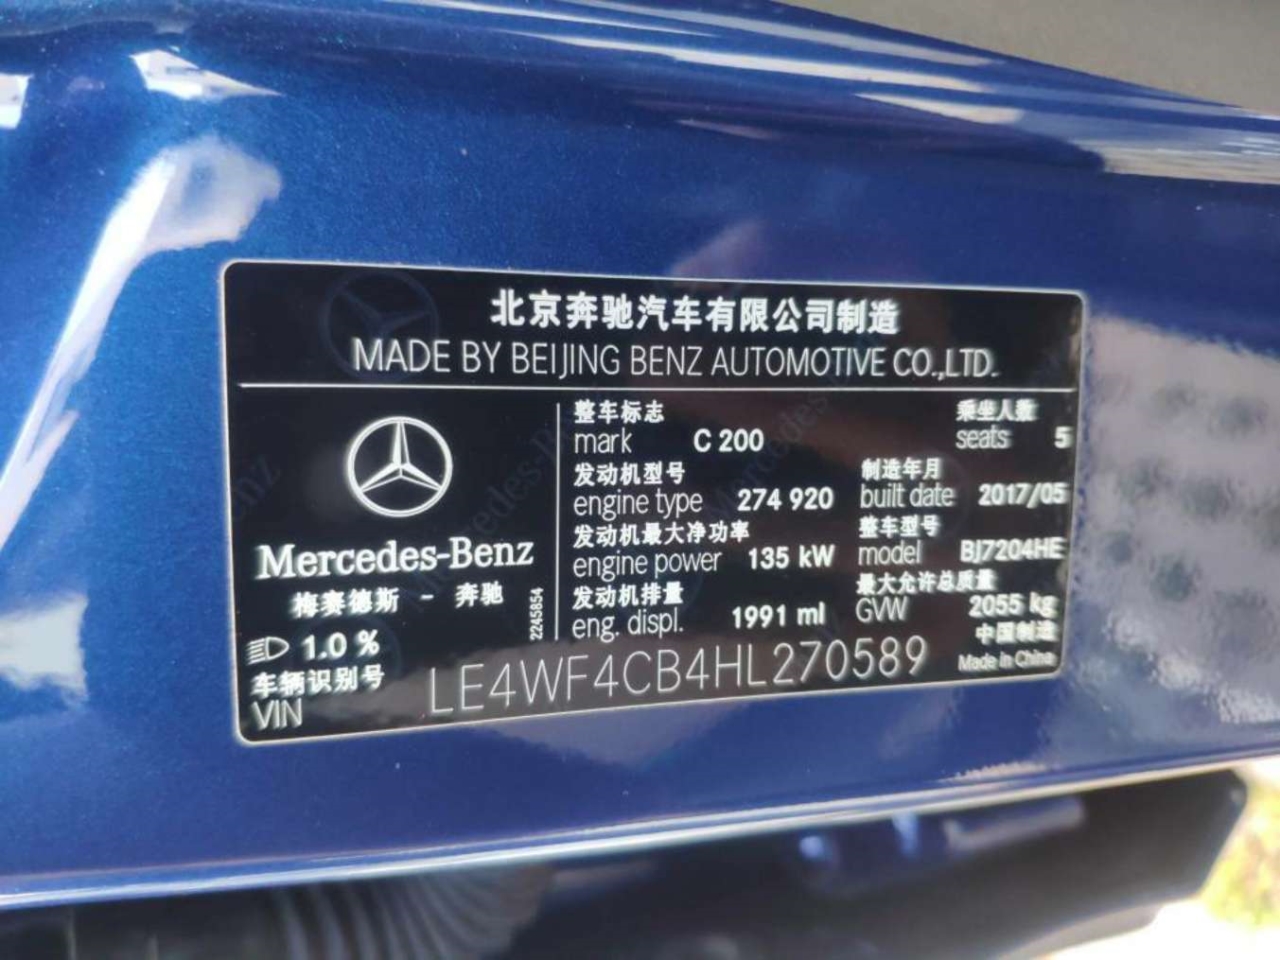 北京奔驰汽车有限公司制造
MADE BY BEIJING BENZ AUTOMOTIVE CO.,LTD.
整车标志 乘坐人数
mark C 200 seats 5
发动机型号 制造年月
engine type 274 920 built date 2017/05
发动机最大净功率 整车型号
engine power 135 kW model BJ7204HE
发动机排量 最大允许总质量
eng. displ. 1991 ml GVW 2055 kg
中国制造
Made in China
Mercedes-Benz
梅赛德斯 - 奔驰
2245854
1.0 %
车辆识别号
VIN LE4WF4CB4HL270589